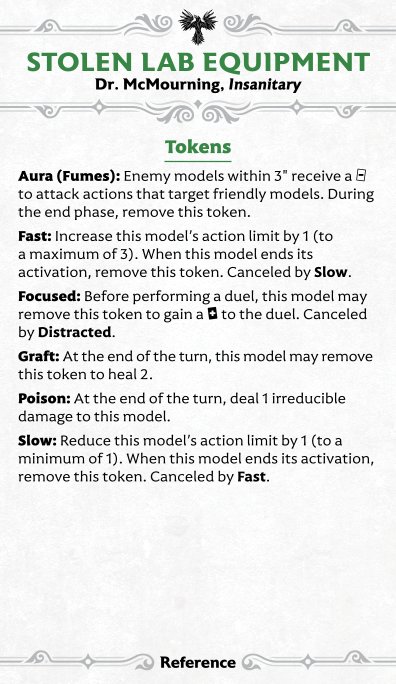 STOLEN LAB EQUIPMENT
Dr. McMourning, Insanitary
Tokens
Aura (Fumes): Enemy models within 3" receive a
to attack actions that target friendly models. During
the end phase, remove this token.
Fast: Increase this model's action limit by 1 (to
a maximum of 3). When this model ends its
activation, remove this token. Canceled by Slow.
Focused: Before performing a duel, this model may
remove this token to gain a to the duel. Canceled
by Distracted.
Graft: At the end of the turn, this model may remove
this token to heal 2.
Poison: At the end of the turn, deal 1 irreducible
damage to this model.
Slow: Reduce this model's action limit by 1 (to a
minimum of 1). When this model ends its activation,
remove this token. Canceled by Fast.
Reference